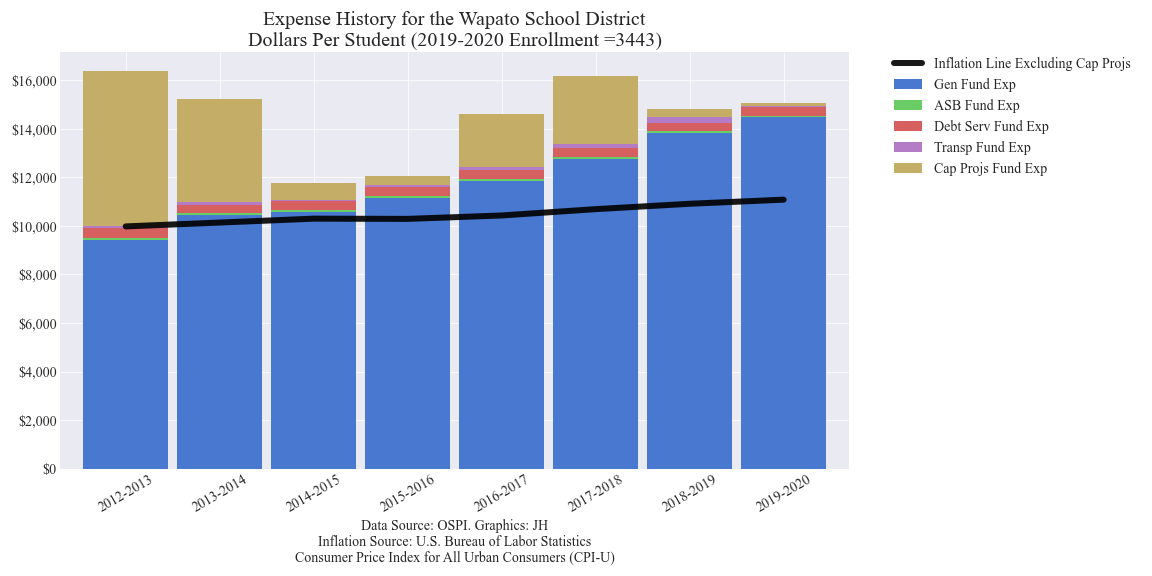 Expense History for the Wapato School District
Dollars Per Student (2019-2020 Enrollment =3443)
$16,000
$14,000
$12,000
$10,000
$8,000
$6,000
$4,000
$2,000
$0
2012-2013
2013-2014
2014-2015
2015-2016
2016-2017
2017-2018
2018-2019
2019-2020
Inflation Line Excluding Cap Projs
Gen Fund Exp
ASB Fund Exp
Debt Serv Fund Exp
Transp Fund Exp
Cap Projs Fund Exp
Data Source: OSPI. Graphics: JH
Inflation Source: U.S. Bureau of Labor Statistics
Consumer Price Index for All Urban Consumers (CPI-U)